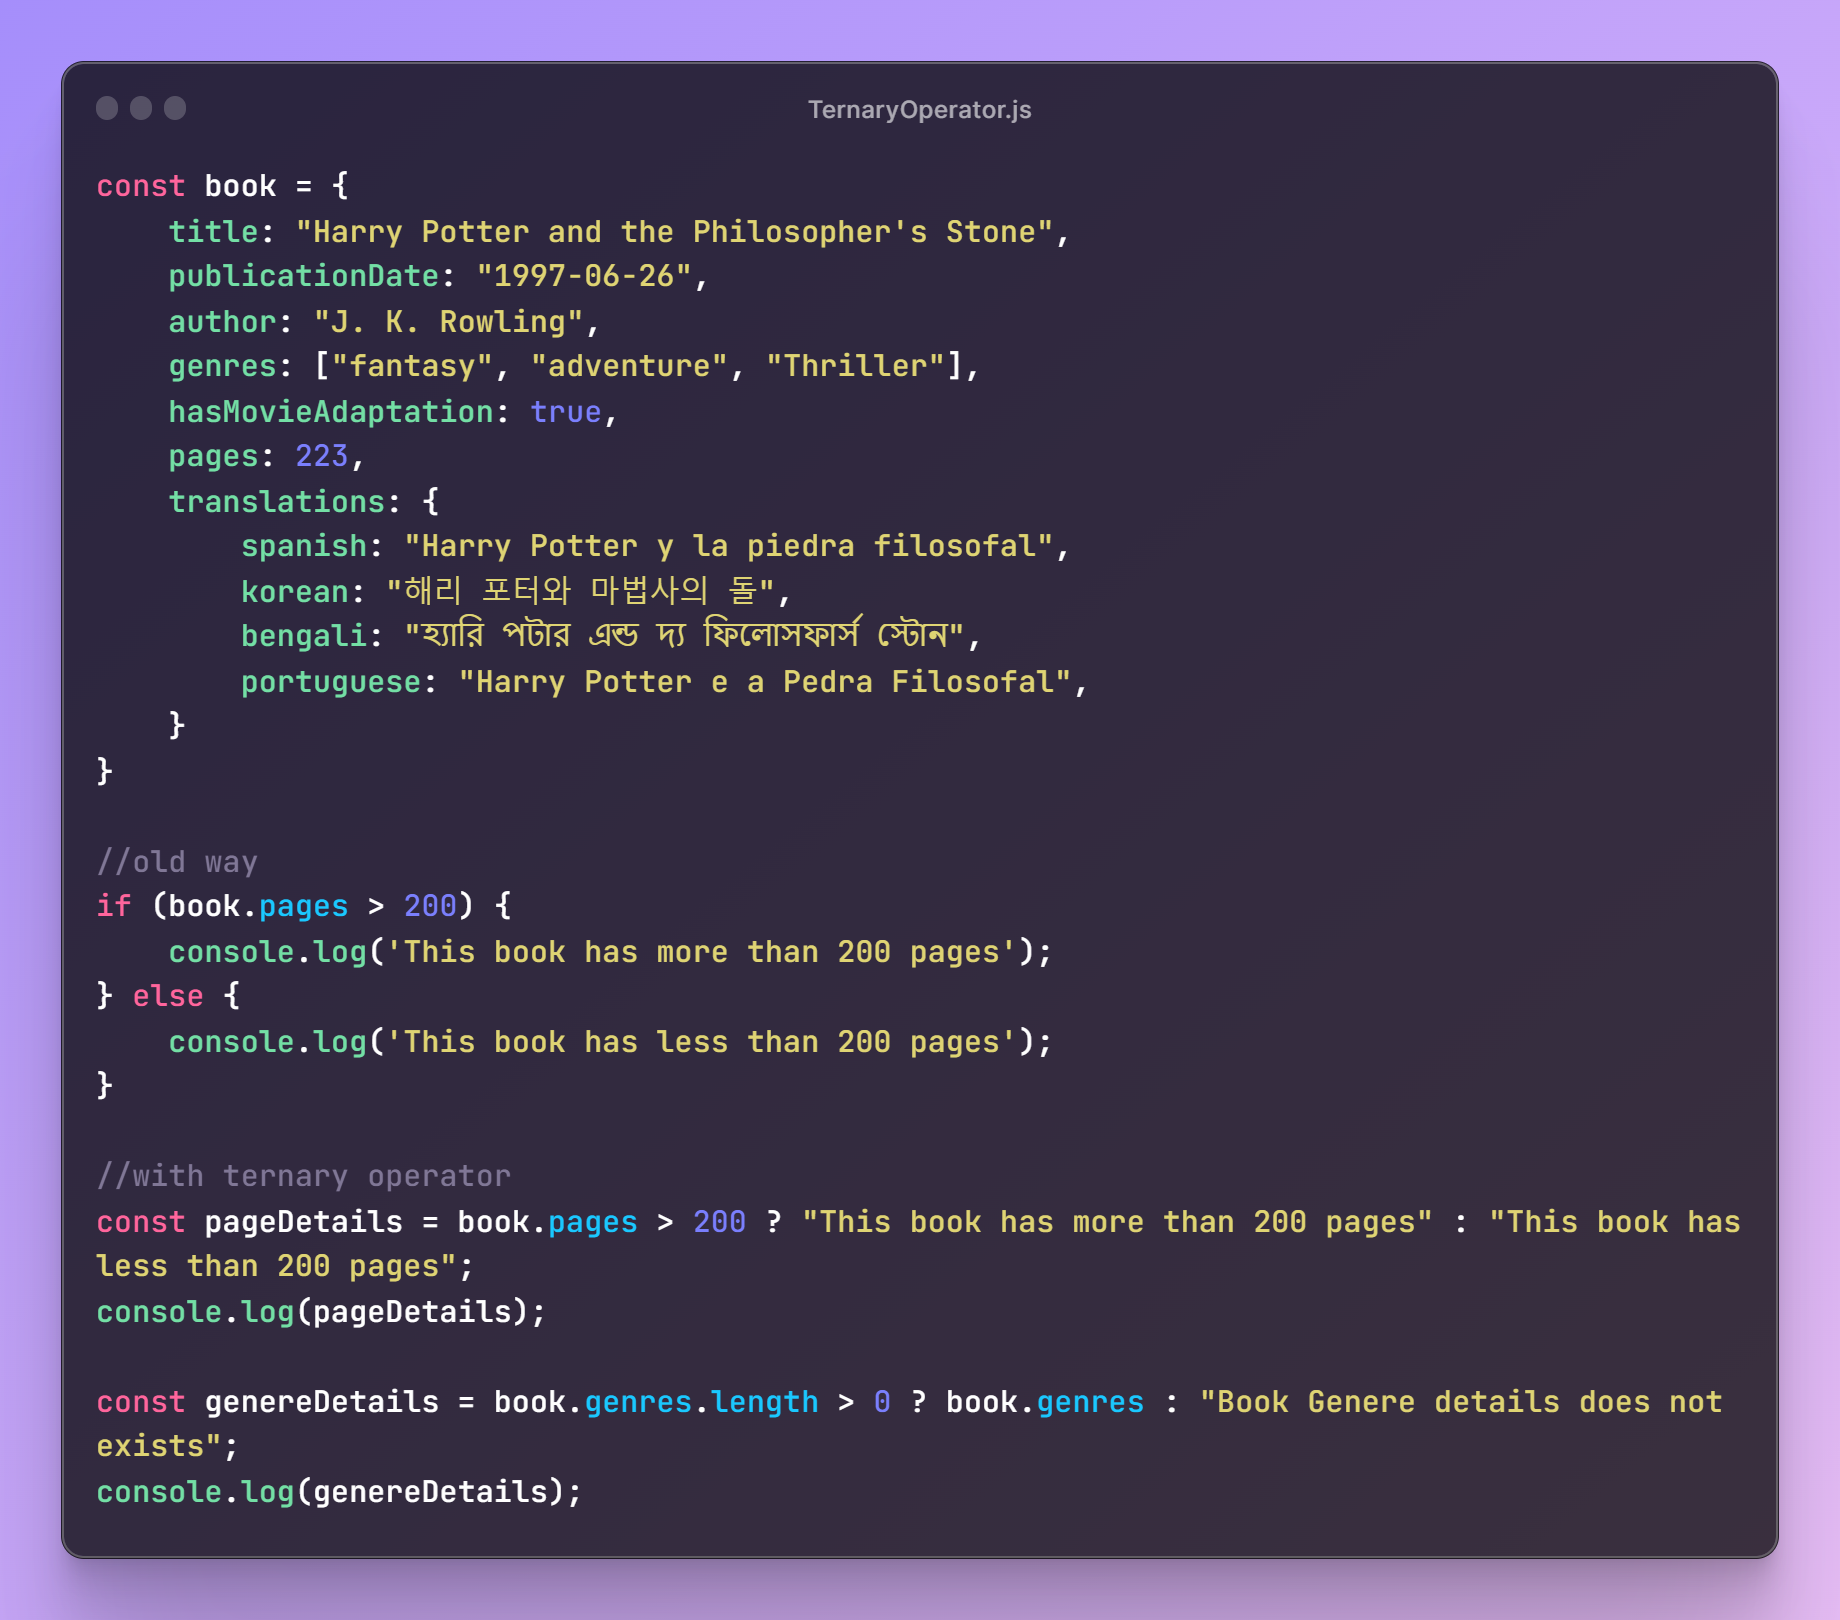 TernaryOperator.js
const book = {
    title: "Harry Potter and the Philosopher's Stone",
    publicationDate: "1997-06-26",
    author: "J. K. Rowling",
    genres: ["fantasy", "adventure", "Thriller"],
    hasMovieAdaptation: true,
    pages: 223,
    translations: {
        spanish: "Harry Potter y la piedra filosofal",
        korean: "해리 포터와 마법사의 돌",
        bengali: "হ্যারি পটার এন্ড দ্য ফিলোসফার্স স্টোন",
        portuguese: "Harry Potter e a Pedra Filosofal",
    }
}
//old way
if (book.pages > 200) {
    console.log('This book has more than 200 pages');
} else {
    console.log('This book has less than 200 pages');
}
//with ternary operator
const pageDetails = book.pages > 200 ? "This book has more than 200 pages" : "This book has
less than 200 pages";
console.log(pageDetails);
const genereDetails = book.genres.length > 0 ? book.genres : "Book Genere details does not
exists";
console.log(genereDetails);